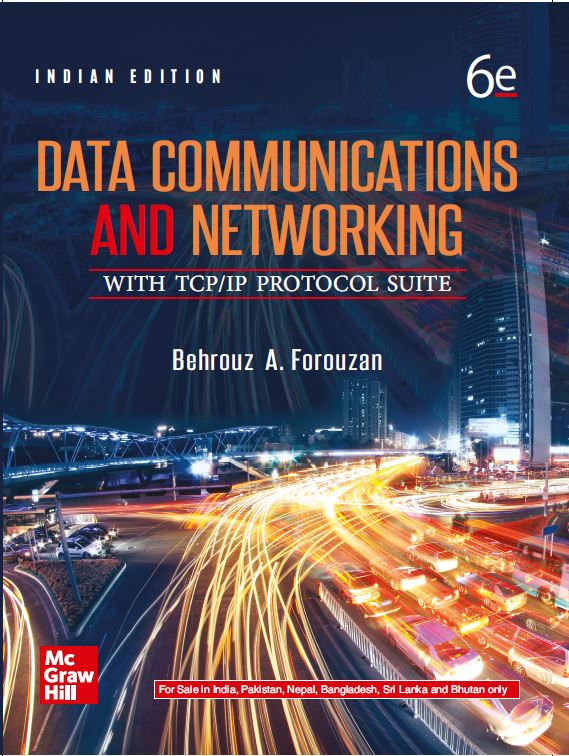 INDIAN EDITION
6e
DATA COMMUNICATIONS
AND NETWORKING
WITH TCP/IP PROTOCOL SUITE
Behrouz A. Forouzan
Mc
Graw
Hill
For Sale in India, Pakistan, Nepal, Bangladesh, Sri Lanka and Bhutan only